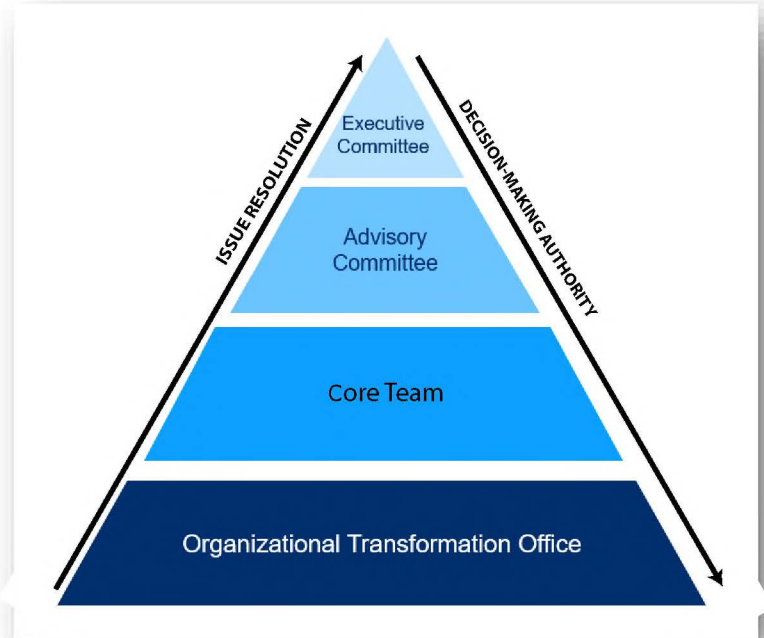 Executive
Committee
ISSUE RESOLUTION
DECISION-MAKING AUTHORITY
Advisory
Committee
Core Team
Organizational Transformation Office